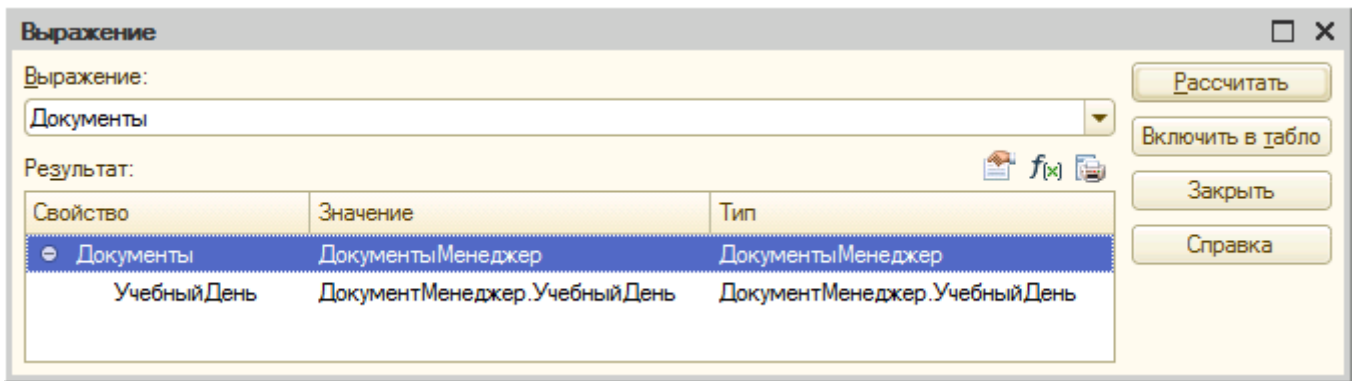 Выражение
Выражение:
Документы
Результат:
f(x)
Свойство Значение Тип
Документы ДокументыМенеджер ДокументыМенеджер
УчебныйДень ДокументМенеджер.УчебныйДень ДокументМенеджер.УчебныйДень
Рассчитать
Включить в табло
Закрыть
Справка